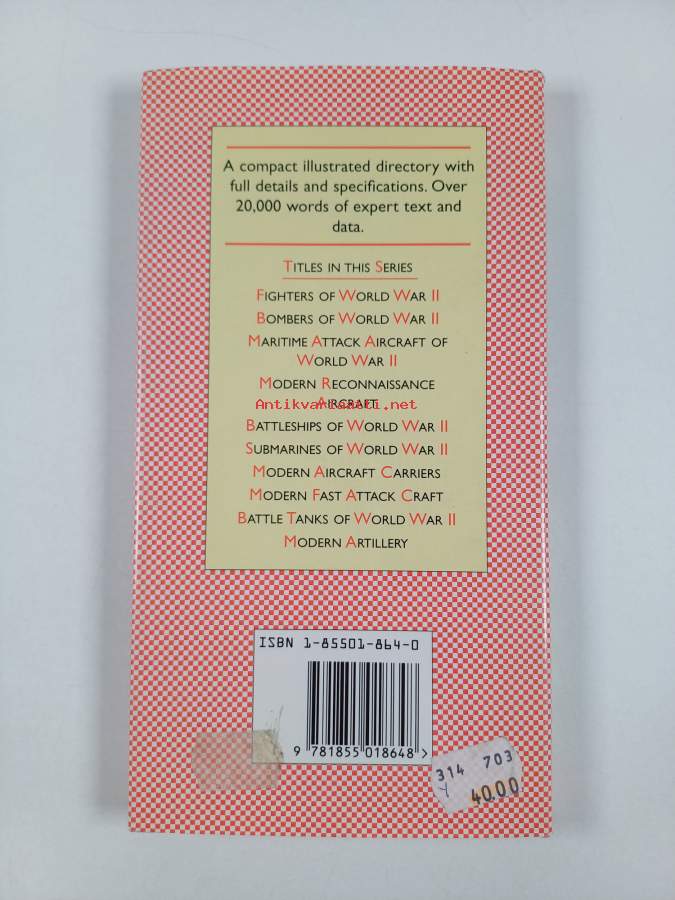 A compact illustrated directory with
full details and specifications. Over
20,000 words of expert text and
data.
TITLES IN THIS SERIES
FIGHTERS OF WORLD WAR II
BOMBERS OF WORLD WAR II
MARITIME ATTACK AIRCRAFT OF
WORLD WAR II
MODERN RECONNAISSANCE
AIRCRAFT
Antikvariaatti.net
BATTLESHIPS OF WORLD WAR II
SUBMARINES OF WORLD WAR II
MODERN AIRCRAFT CARRIERS
MODERN FAST ATTACK CRAFT
BATTLE TANKS OF WORLD WAR II
MODERN ARTILLERY
ISBN 1-85501-864-0
9 781855 018648 >
314 703
Y 40.00